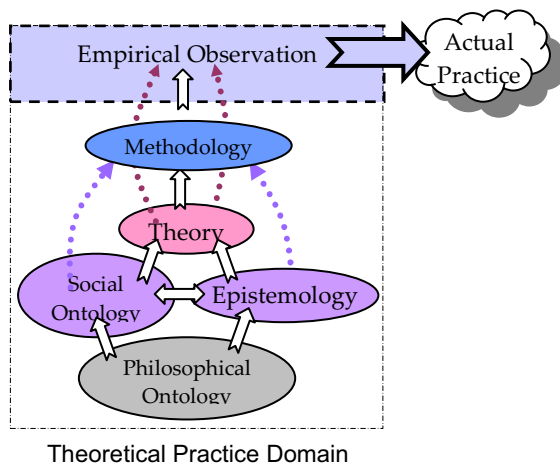 Empirical Observation
Actual
Practice
Methodology
Theory
Social
Ontology
Epistemology
Philosophical
Ontology
Theoretical Practice Domain